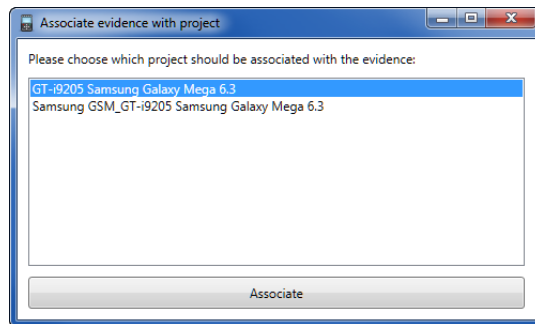 Associate evidence with project
Please choose which project should be associated with the evidence:
GT-i9205 Samsung Galaxy Mega 6.3
Samsung GSM_GT-i9205 Samsung Galaxy Mega 6.3
Associate